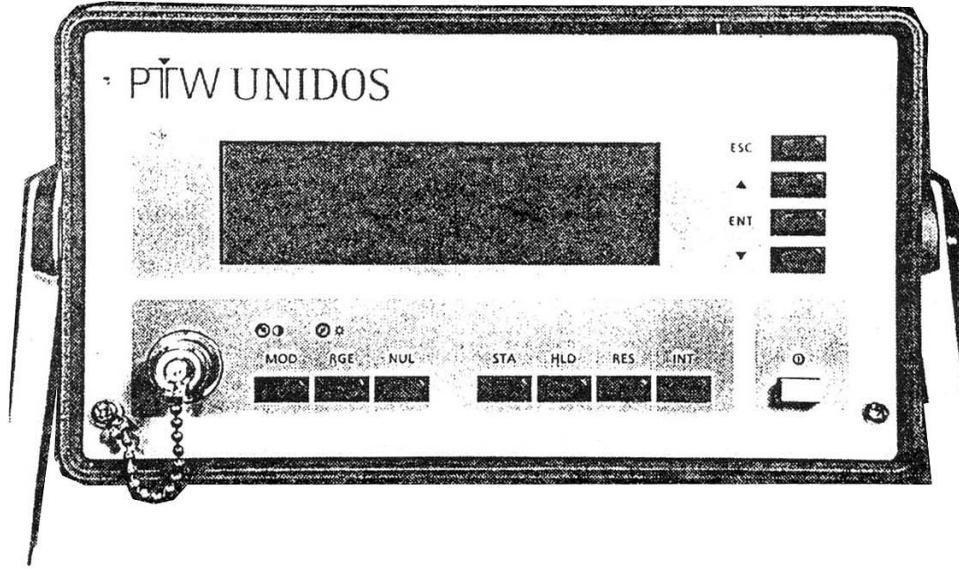 PTW UNIDOS
ESC
ENT
MOD RGE NUL STA HLD RES INT